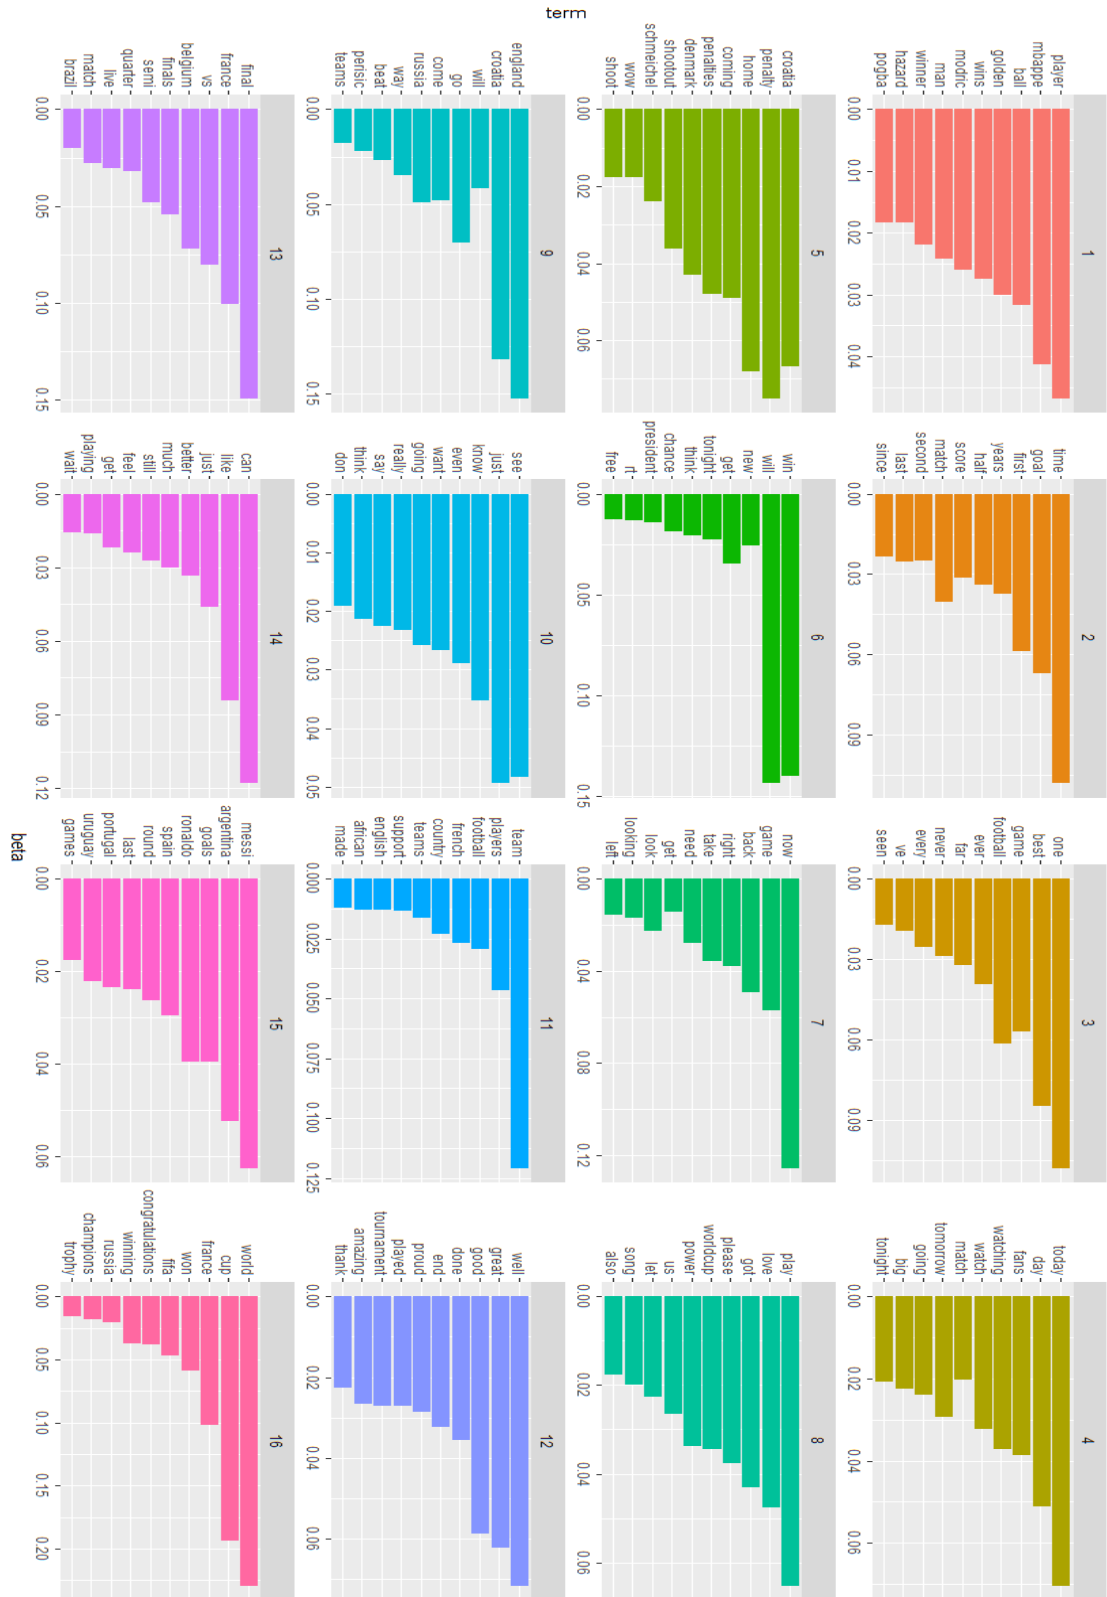 term
1
player
mbappe
ball
golden
wins
modric
man
winner
hazard
pogba
0.00
0.01
0.02
0.03
0.04
2
time
goal
first
years
half
score
match
second
last
since
0.00
0.03
0.06
0.09
3
one
best
game
football
ever
far
never
every
ve
seen
0.00
0.03
0.06
0.09
4
today
day
fans
watching
watch
match
tomorrow
going
big
tonight
0.00
0.02
0.04
0.06
5
croatia
penalty
home
coming
penalties
denmark
shootout
schmeichel
wow
shoot
0.00
0.02
0.04
0.06
6
win
will
new
get
tonight
think
chance
president
rt
free
0.00
0.05
0.10
0.15
7
now
game
back
right
take
need
get
look
looking
left
0.00
0.04
0.08
0.12
8
play
love
got
please
worldcup
power
us
let
song
also
0.00
0.02
0.04
0.06
9
england
croatia
will
go
come
russia
way
beat
perisic
teams
0.00
0.05
0.10
0.15
10
see
just
know
even
want
going
really
say
think
don
0.00
0.01
0.02
0.03
0.04
0.05
11
team
players
football
french
country
teams
support
english
african
made
0.000
0.025
0.050
0.075
0.100
0.125
12
well
great
good
done
end
proud
played
tournament
amazing
thank
0.00
0.02
0.04
0.06
13
final
france
vs
belgium
finals
semi
quarter
live
match
brazil
0.00
0.05
0.10
0.15
14
can
like
just
better
much
still
feel
get
playing
wait
0.00
0.03
0.06
0.09
0.12
15
messi
argentina
goals
ronaldo
spain
round
last
portugal
uruguay
games
0.00
0.02
0.04
0.06
16
world
cup
france
won
fifa
congratulations
winning
russia
champions
trophy
0.00
0.05
0.10
0.15
0.20
beta